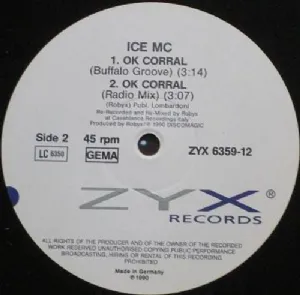 ICE MC
1. OK CORRAL
(Buffalo Groove) (3:14)
2. OK CORRAL
(Radio Mix) (3:07)
(Robyx) Publ. Lombardoni
Re-Recorded and Re-Mixed by Robyx
at Casablanca Recordings Italy
Produced by Robyx ℗ 1990 DISCOMAGIC
Side 2 45 rpm
LC 6350 GEMA ZYX 6359-12
ZYX®
RECORDS
ALL RIGHTS OF THE PRODUCER AND OF THE OWNER OF THE RECORDED
WORK RESERVED UNAUTHORISED COPYING PUBLIC PERFORMANCE
BROADCASTING, HIRING OR RENTAL OF THIS RECORDING
PROHIBITED
Made in Germany
℗ 1990